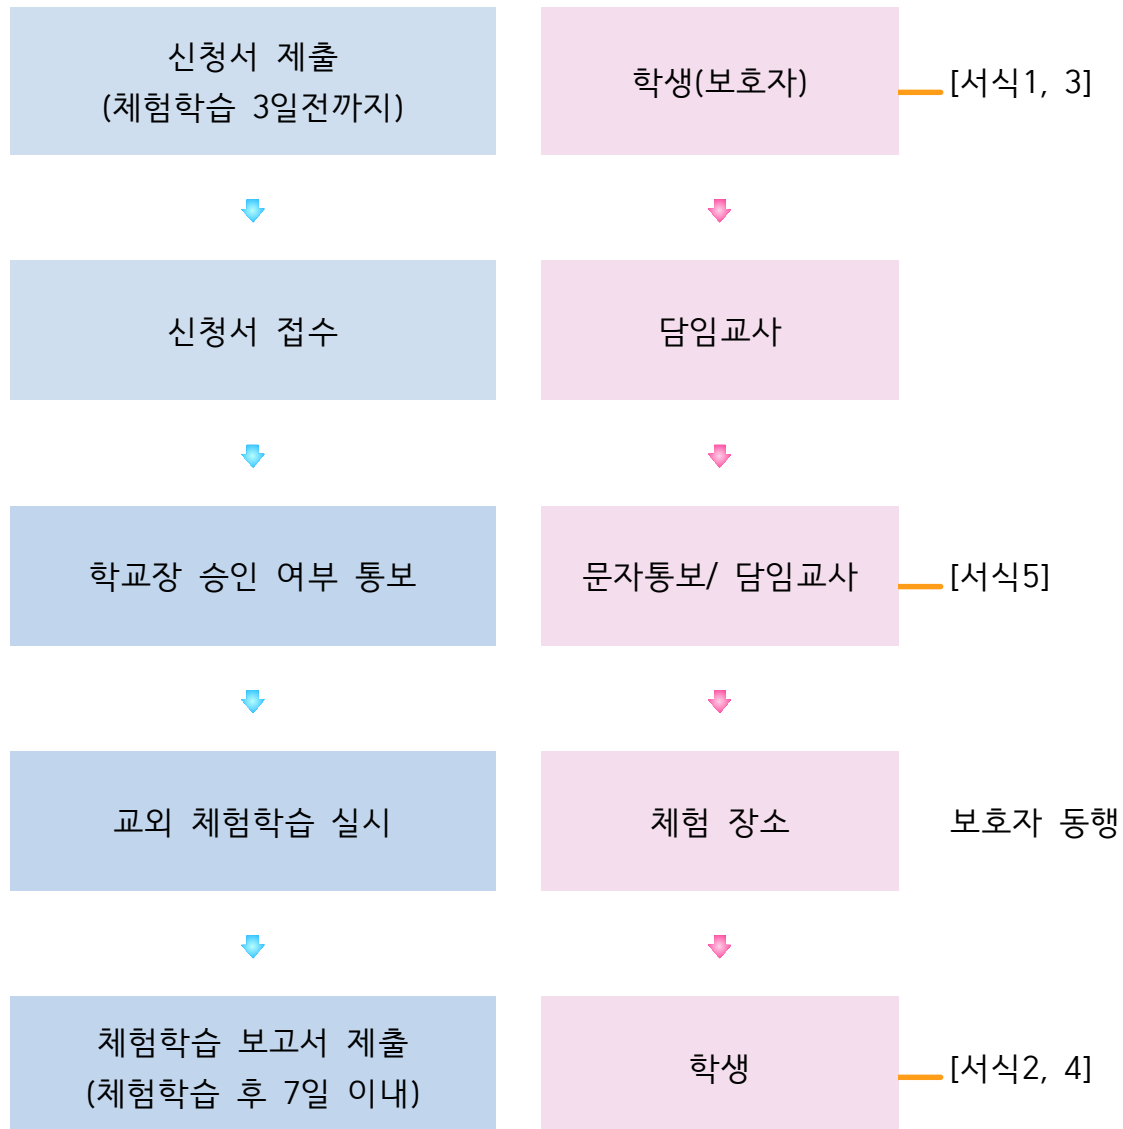 신청서 제출
(체험학습 3일전까지)
학생(보호자)
[서식1, 3]
신청서 접수
담임교사
학교장 승인 여부 통보
문자통보/ 담임교사
[서식5]
교외 체험학습 실시
체험 장소
보호자 동행
체험학습 보고서 제출
(체험학습 후 7일 이내)
학생
[서식2, 4]